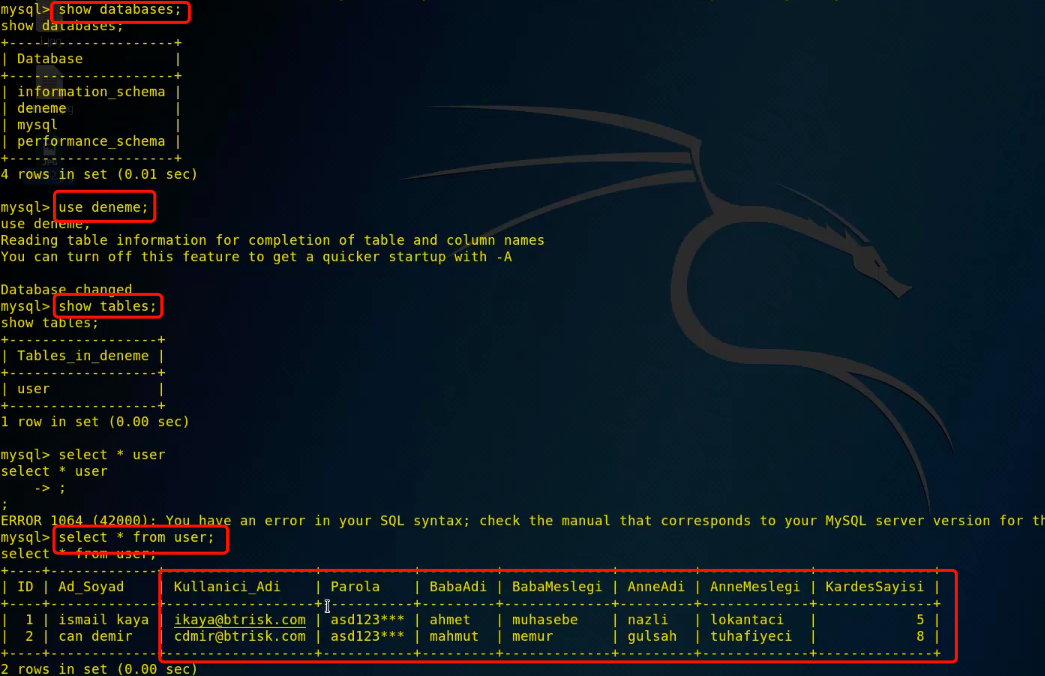 mysql> show databases;
show databases;
+--------------------+
| Database           |
+--------------------+
| information_schema |
| deneme             |
| mysql              |
| performance_schema |
+--------------------+
4 rows in set (0.01 sec)
mysql> use deneme;
use deneme;
Reading table information for completion of table and column names
You can turn off this feature to get a quicker startup with -A
Database changed
mysql> show tables;
show tables;
+------------------+
| Tables_in_deneme |
+------------------+
| user             |
+------------------+
1 row in set (0.00 sec)
mysql> select * user
select * user
    -> ;
;
ERROR 1064 (42000): You have an error in your SQL syntax; check the manual that corresponds to your MySQL server version for th
mysql> select * from user;
select * from user;
+----+-------------+-------------------+-----------+---------+--------------+---------+-------------+---------------+
| ID | Ad_Soyad    | Kullanici_Adi     | Parola    | BabaAdi | BabaMeslegi | AnneAdi | AnneMeslegi | KardesSayisi |
+----+-------------+-------------------+-----------+---------+--------------+---------+-------------+---------------+
|  1 | ismail kaya | ikaya@btrisk.com | asd123*** | ahmet   | muhasebe    | nazli   | lokantaci   |            5 |
|  2 | can demir   | cdmir@btrisk.com | asd123*** | mahmut  | memur       | gulsah  | tuhafiyeci  |            8 |
+----+-------------+-------------------+-----------+---------+--------------+---------+-------------+---------------+
2 rows in set (0.00 sec)